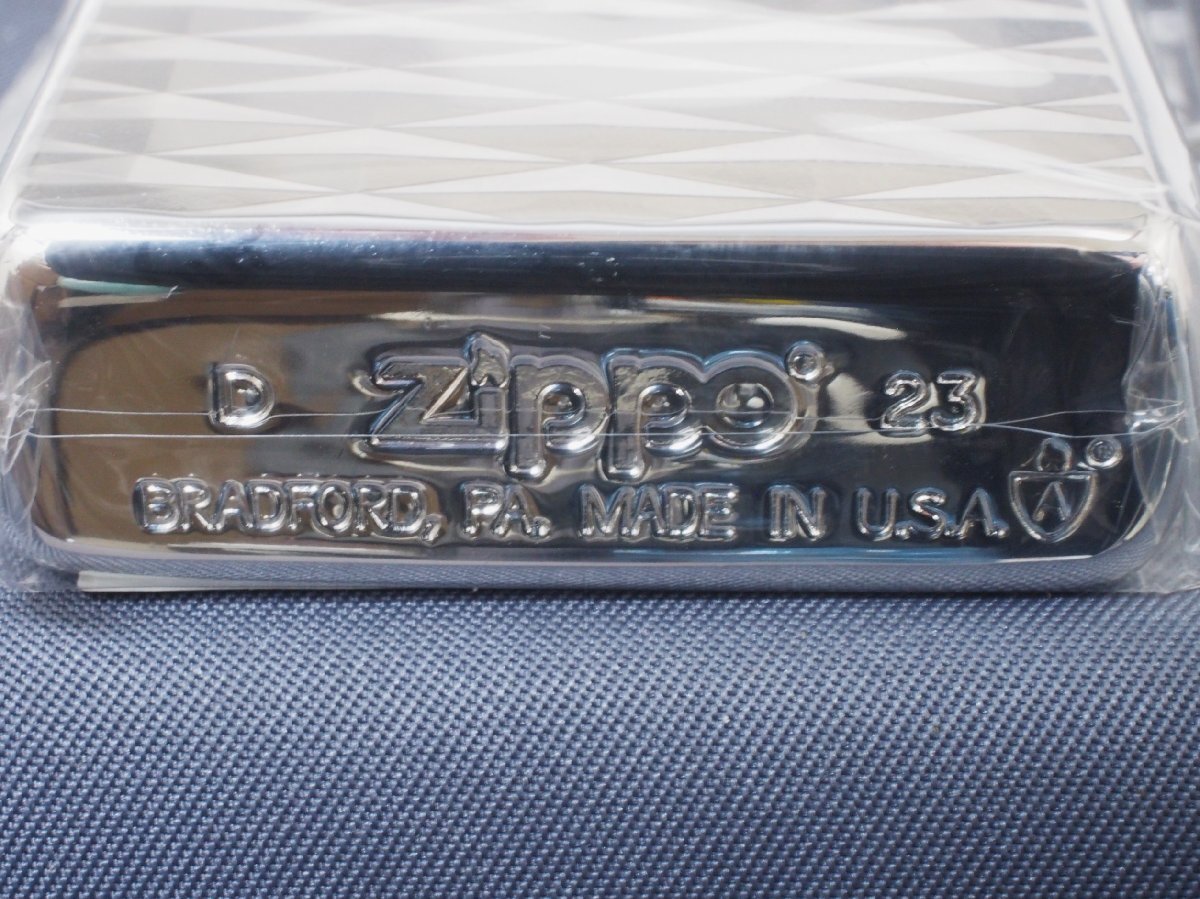 D Zippo® 23
BRADFORD, PA. MADE IN U.S.A. A